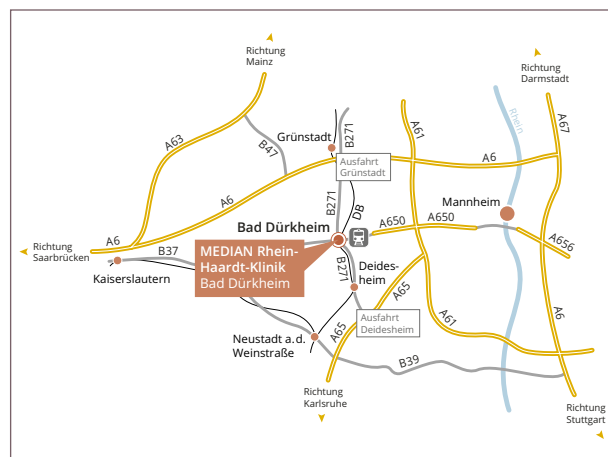 Richtung
Mainz
Richtung
Darmstadt
A63
B47
Grünstadt
B271
A61
Rhein
A67
Ausfahrt
Grünstadt
A6
A6
B271
DB
Mannheim
Bad Dürkheim
A650
A650
A656
Richtung
Saarbrücken
A6
B37
MEDIAN Rhein-
Haardt-Klinik
Bad Dürkheim
B271
Deides-
heim
Kaiserslautern
A65
A6
Ausfahrt
Deidesheim
A61
Neustadt a.d.
Weinstraße
A65
B39
Richtung
Karlsruhe
Richtung
Stuttgart